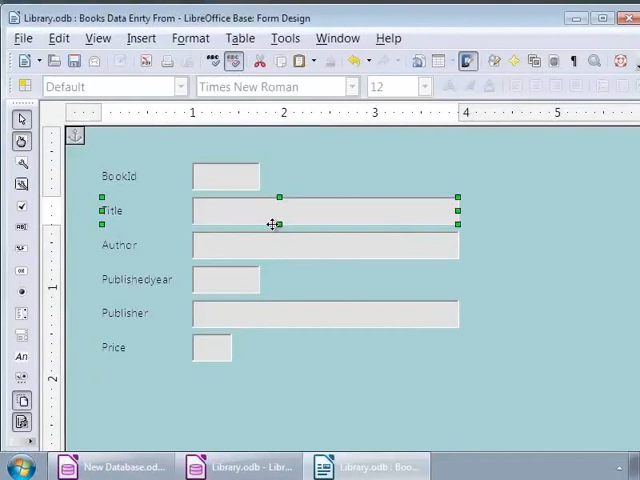 Library.odb : Books Data Enrty From - LibreOffice Base: Form Design
File Edit View Insert Format Table Tools Window Help
Default Times New Roman 12
1 2 3 4 5
BookId
Title
Author
Publishedyear
1
Publisher
Price
2
New Database.od... Library.odb - Libr... Library.odb : Boo...